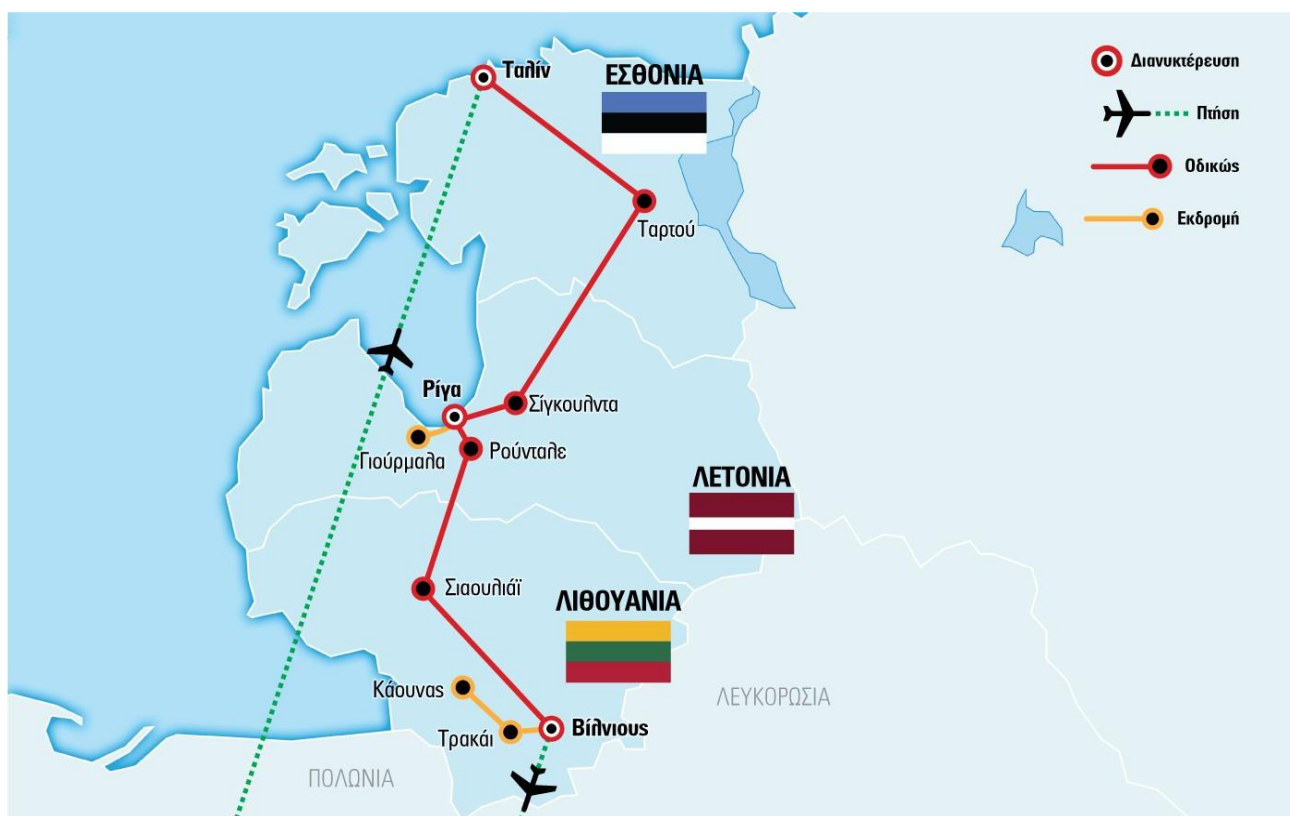 Ταλίν
ΕΣΘΟΝΙΑ
Διανυκτέρευση
Πτήση
Οδικώς
Εκδρομή
Ταρτού
Ρίγα
Σίγκουλντα
Γιούρμαλα
Ρούνταλε
ΛΕΤΟΝΙΑ
Σιαουλιάϊ
ΛΙΘΟΥΑΝΙΑ
Κάουνας
Τρακάι
Βίλνιους
ΛΕΥΚΟΡΩΣΙΑ
ΠΟΛΩΝΙΑ